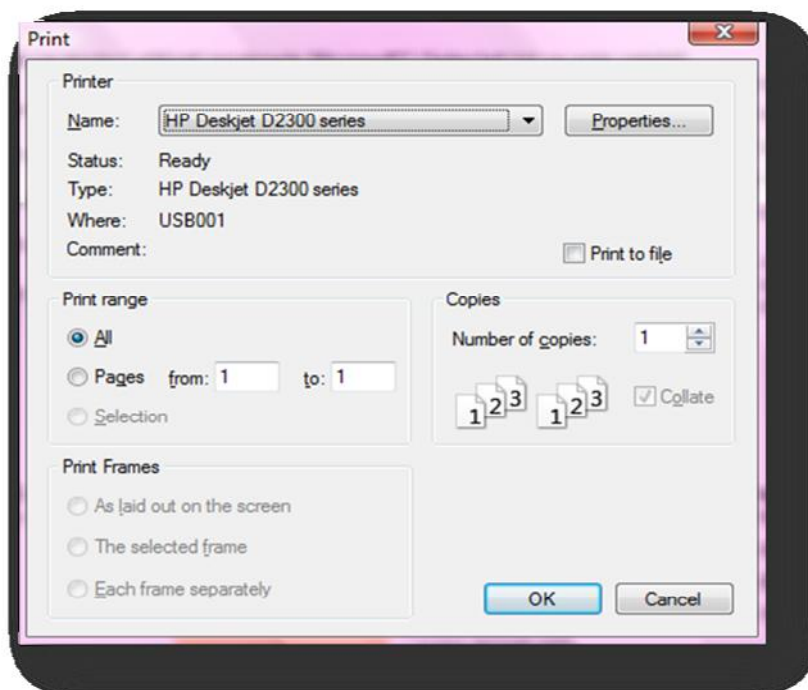 Print
Printer
Name: HP Deskjet D2300 series Properties...
Status: Ready
Type: HP Deskjet D2300 series
Where: USB001
Comment: Print to file
Print range
All
Pages from: 1 to: 1
Selection
Copies
Number of copies: 1
1 2 3 1 2 3 Collate
Print Frames
As laid out on the screen
The selected frame
Each frame separately
OK Cancel